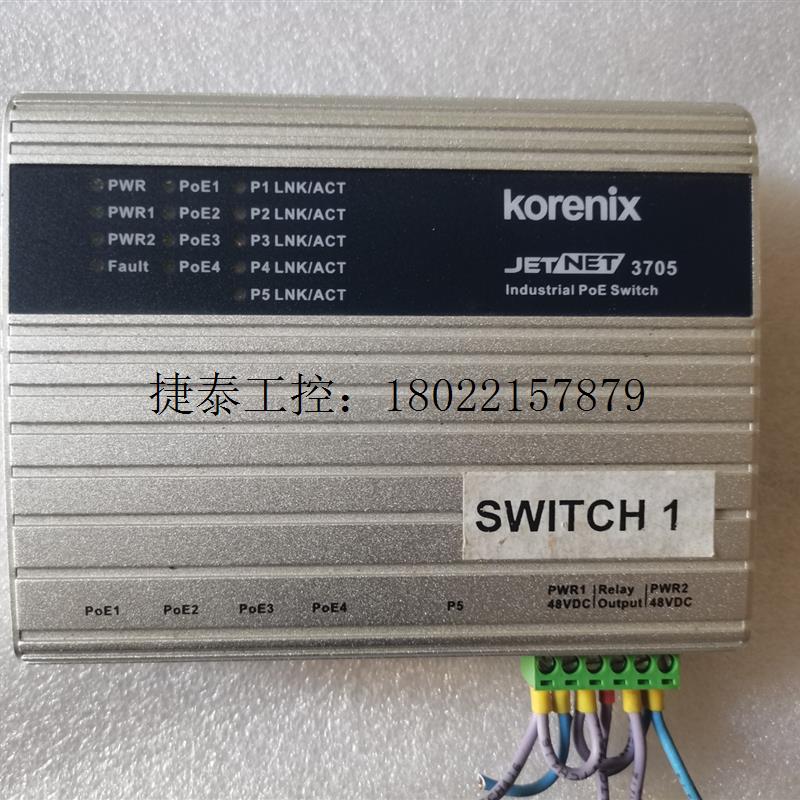 PWR PoE1 P1 LNK/ACT
PWR1 PoE2 P2 LNK/ACT
PWR2 PoE3 P3 LNK/ACT
Fault PoE4 P4 LNK/ACT
P5 LNK/ACT
korenix
JETNET 3705
Industrial PoE Switch
捷泰工控：18022157879
SWITCH 1
PWR1 Relay PWR2
48VDC Output 48VDC
PoE1 PoE2 PoE3 PoE4 P5